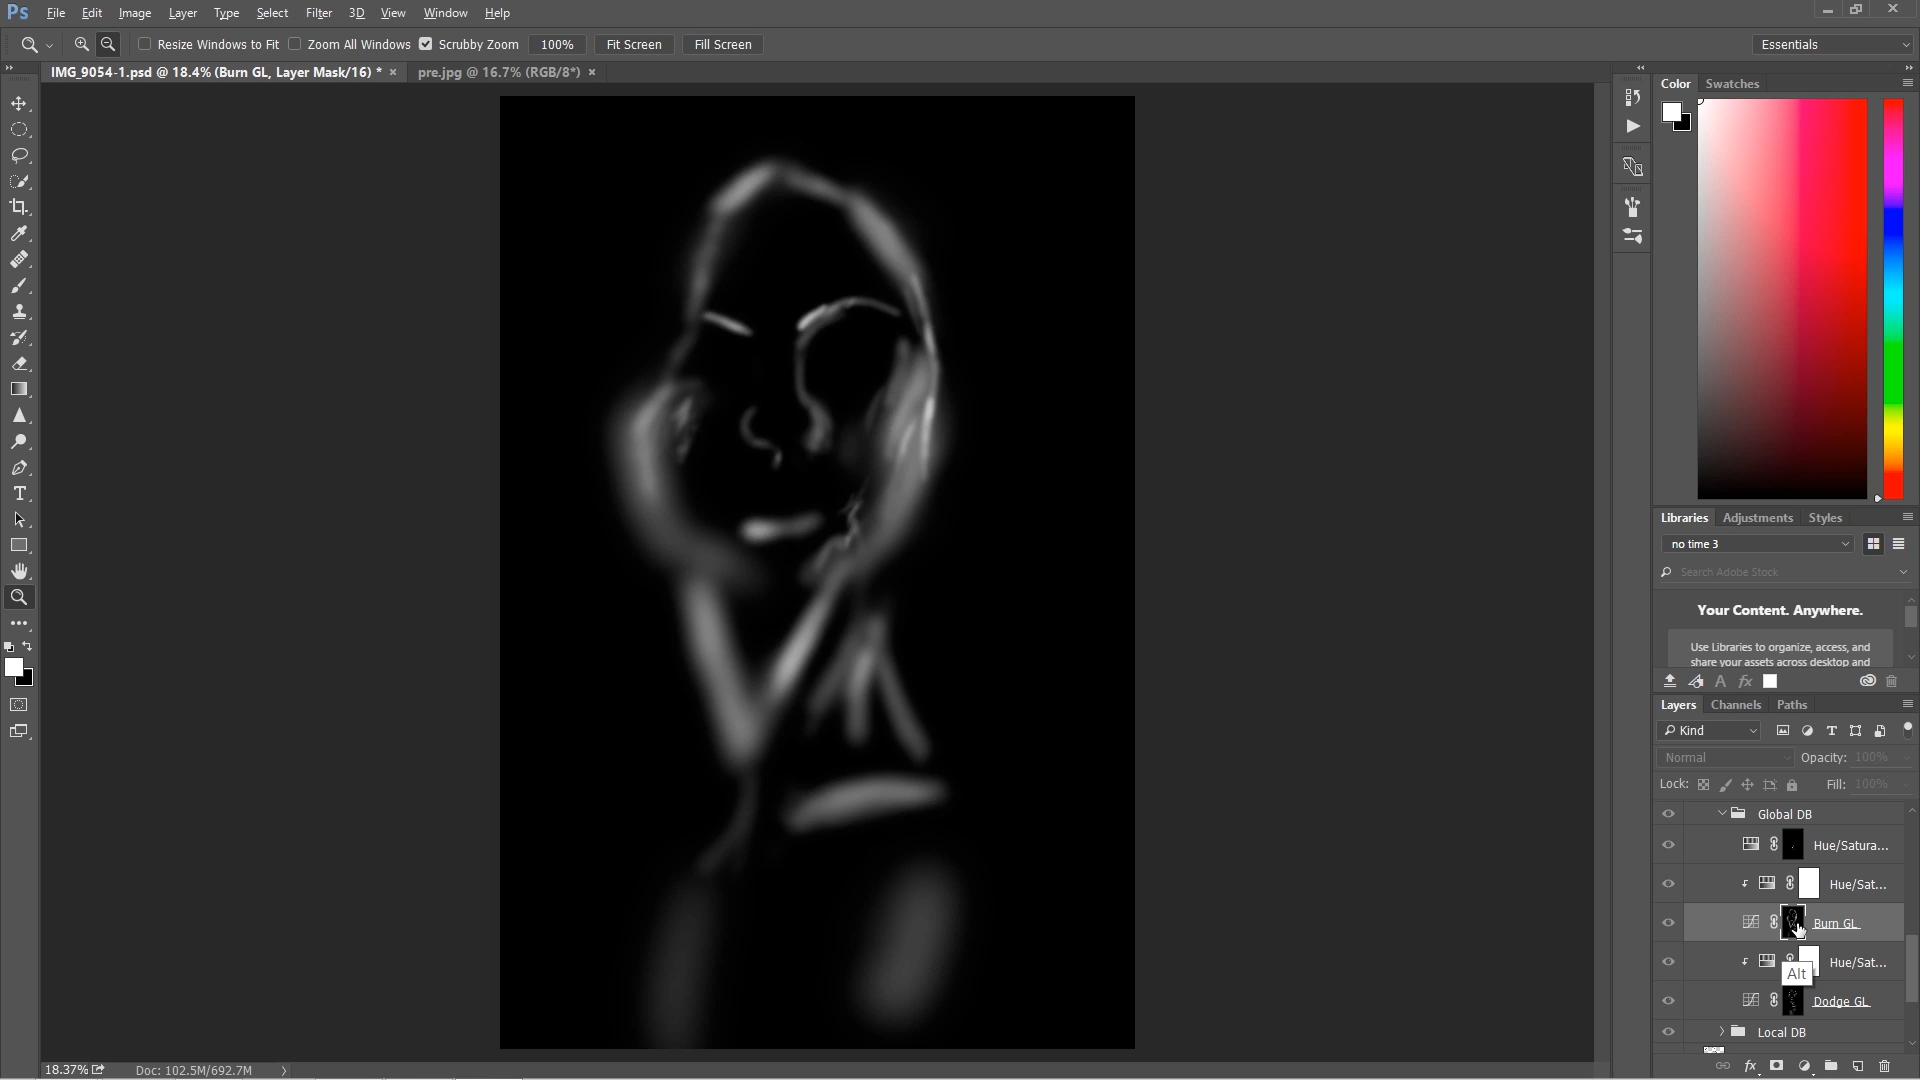 Ps File Edit Image Layer Type Select Filter 3D View Window Help
Resize Windows to Fit Zoom All Windows Scrubby Zoom 100% Fit Screen Fill Screen Essentials
IMG_9054-1.psd @ 18.4% (Burn GL, Layer Mask/16) * × pre.jpg @ 16.7% (RGB/8*) ×
Color Swatches
Libraries Adjustments Styles
no time 3
Search Adobe Stock
Your Content. Anywhere.
Use Libraries to organize, access, and
share your assets across desktop and
Layers Channels Paths
Kind
Normal Opacity: 100%
Lock: Fill: 100%
Global DB
Hue/Satura...
Hue/Sat...
Burn GL
Hue/Sat...
Alt
Dodge GL
Local DB
18.37% Doc: 102.5M/692.7M